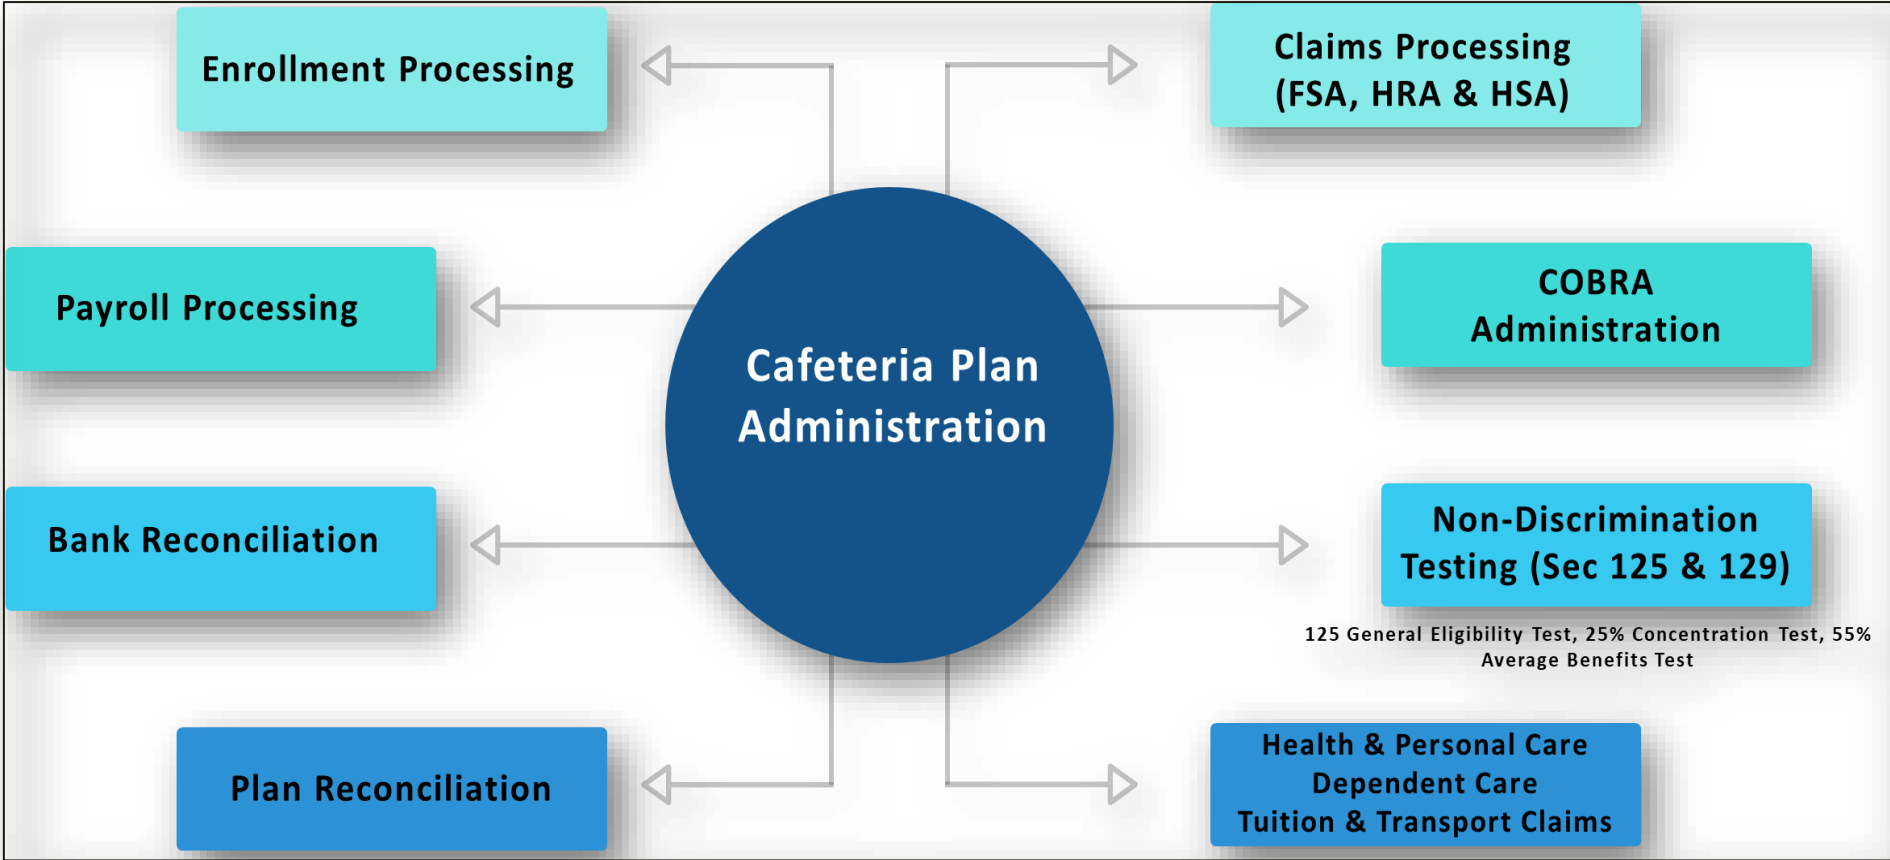 Enrollment Processing
Claims Processing
(FSA, HRA & HSA)
Payroll Processing
COBRA
Administration
Cafeteria Plan
Administration
Bank Reconciliation
Non-Discrimination
Testing (Sec 125 & 129)
125 General Eligibility Test, 25% Concentration Test, 55%
Average Benefits Test
Plan Reconciliation
Health & Personal Care
Dependent Care
Tuition & Transport Claims